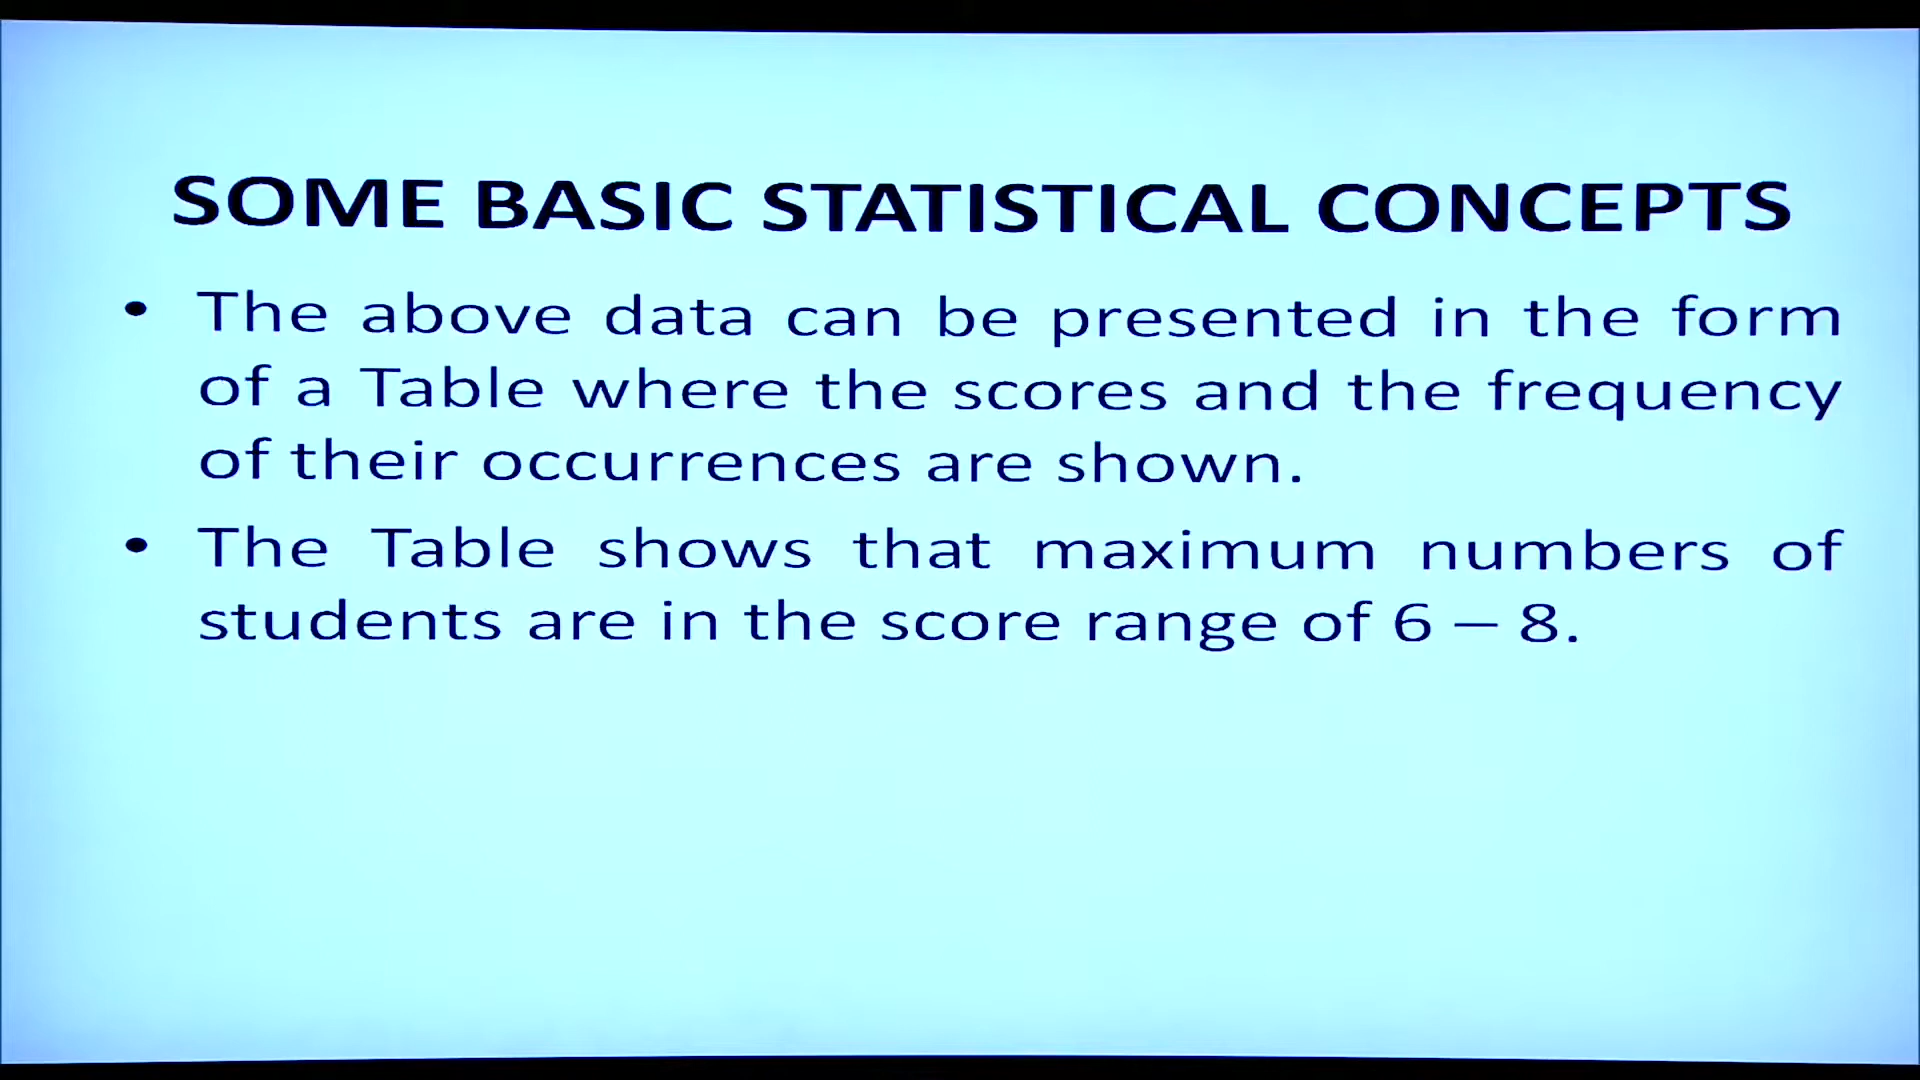 SOME BASIC STATISTICAL CONCEPTS
• The above data can be presented in the form
of a Table where the scores and the frequency
of their occurrences are shown.
• The Table shows that maximum numbers of
students are in the score range of 6 – 8.